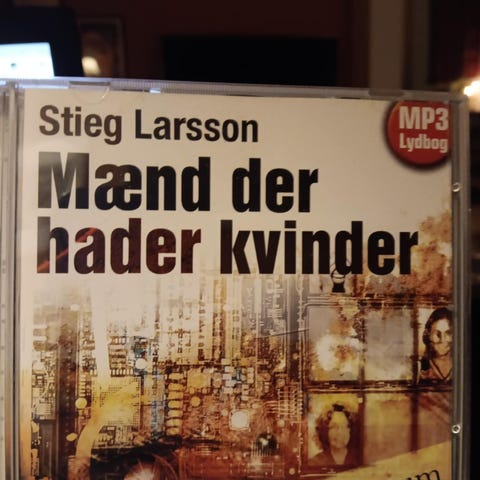 Stieg Larsson
MP3
Lydbog
Mænd der
hader kvinder